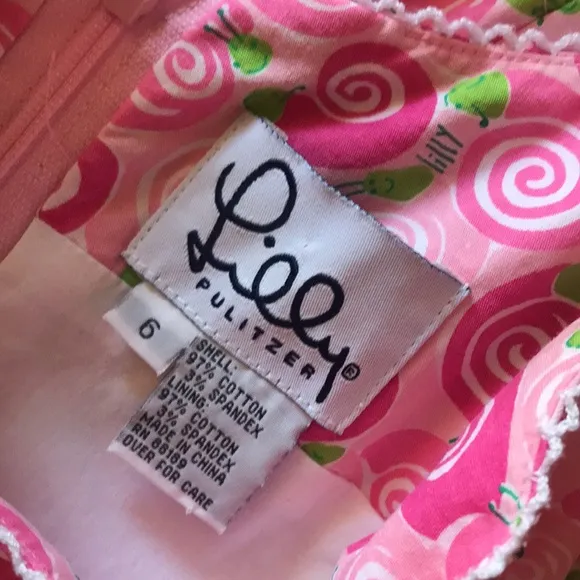 lilly
Lilly®
PULITZER
6
SHELL:
97% COTTON
3% SPANDEX
LINING:
97% COTTON
3% SPANDEX
MADE IN CHINA
RN 66169
OVER FOR CARE